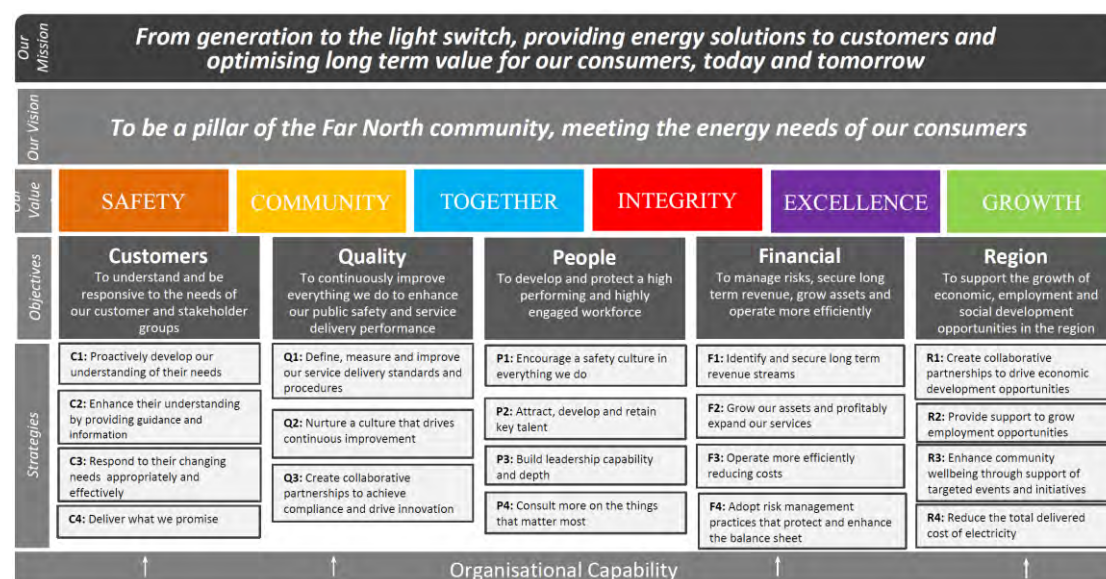 Our
Mission
From generation to the light switch, providing energy solutions to customers and
optimising long term value for our consumers, today and tomorrow
Our Vision
To be a pillar of the Far North community, meeting the energy needs of our consumers
Our
Value
SAFETY
COMMUNITY
TOGETHER
INTEGRITY
EXCELLENCE
GROWTH
Objectives
Customers
To understand and be
responsive to the needs of
our customer and stakeholder
groups
Quality
To continuously improve
everything we do to enhance
our public safety and service
delivery performance
People
To develop and protect a high
performing and highly
engaged workforce
Financial
To manage risks, secure long
term revenue, grow assets and
operate more efficiently
Region
To support the growth of
economic, employment and
social development
opportunities in the region
Strategies
C1: Proactively develop our
understanding of their needs
C2: Enhance their understanding
by providing guidance and
information
C3: Respond to their changing
needs appropriately and
effectively
C4: Deliver what we promise
Q1: Define, measure and improve
our service delivery standards and
procedures
Q2: Nurture a culture that drives
continuous improvement
Q3: Create collaborative
partnerships to achieve
compliance and drive innovation
P1: Encourage a safety culture in
everything we do
P2: Attract, develop and retain
key talent
P3: Build leadership capability
and depth
P4: Consult more on the things
that matter most
F1: Identify and secure long term
revenue streams
F2: Grow our assets and profitably
expand our services
F3: Operate more efficiently
reducing costs
F4: Adopt risk management
practices that protect and enhance
the balance sheet
R1: Create collaborative
partnerships to drive economic
development opportunities
R2: Provide support to grow
employment opportunities
R3: Enhance community
wellbeing through support of
targeted events and initiatives
R4: Reduce the total delivered
cost of electricity
Organisational Capability